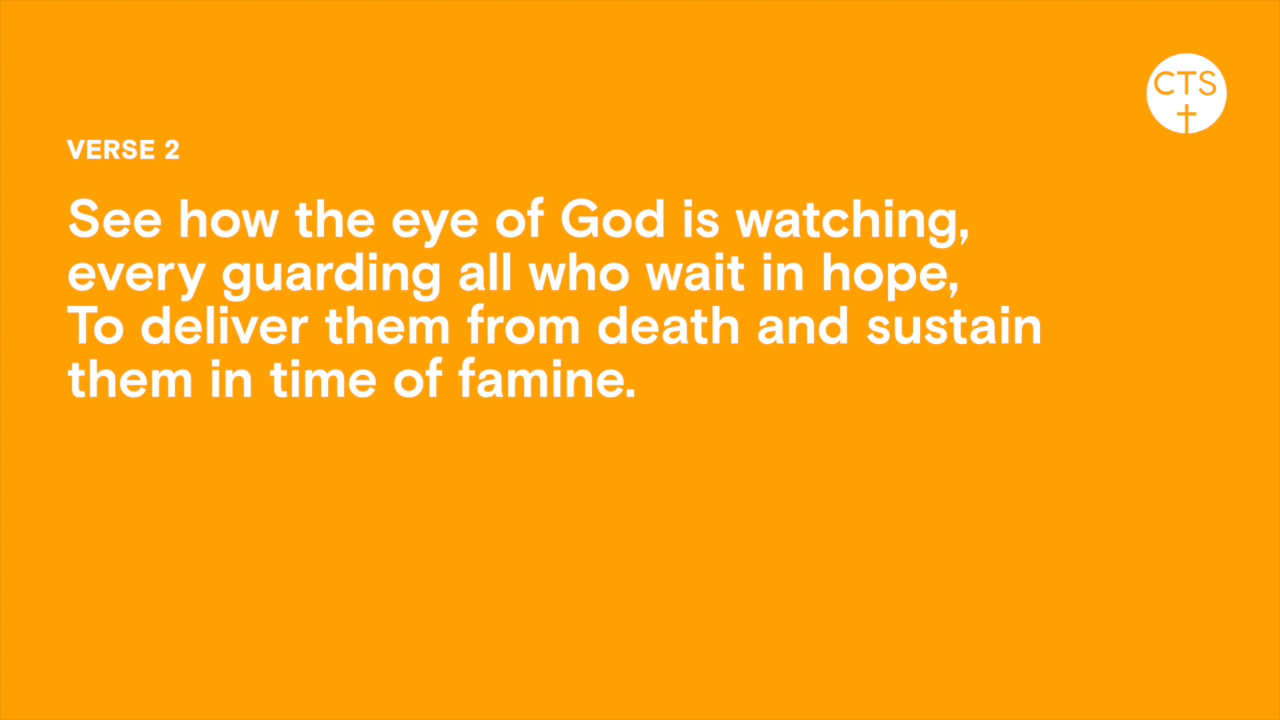 CTS
VERSE 2
See how the eye of God is watching,
every guarding all who wait in hope,
To deliver them from death and sustain
them in time of famine.